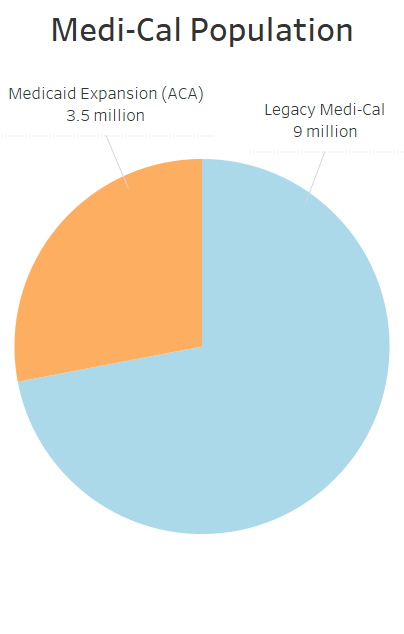 Medi-Cal Population
Medicaid Expansion (ACA)
3.5 million
Legacy Medi-Cal
9 million